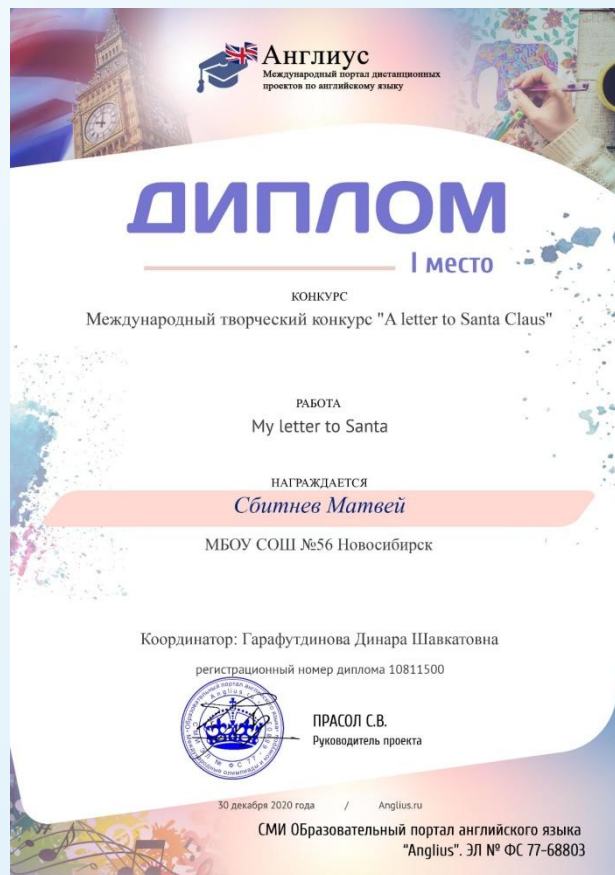 Англиус
Международный портал дистанционных
проектов по английскому языку
ДИПЛОМ
I место
КОНКУРС
Международный творческий конкурс "A letter to Santa Claus"
РАБОТА
My letter to Santa
НАГРАЖДАЕТСЯ
Сбитнев Матвей
МБОУ СОШ №56 Новосибирск
Координатор: Гарафутдинова Динара Шавкатовна
регистрационный номер диплома 10811500
ПРАСОЛ С.В.
Руководитель проекта
30 декабря 2020 года / Anglius.ru
СМИ ОБразовательный портал английского языка
"Anglius". ЭЛ № ФС 77-68803